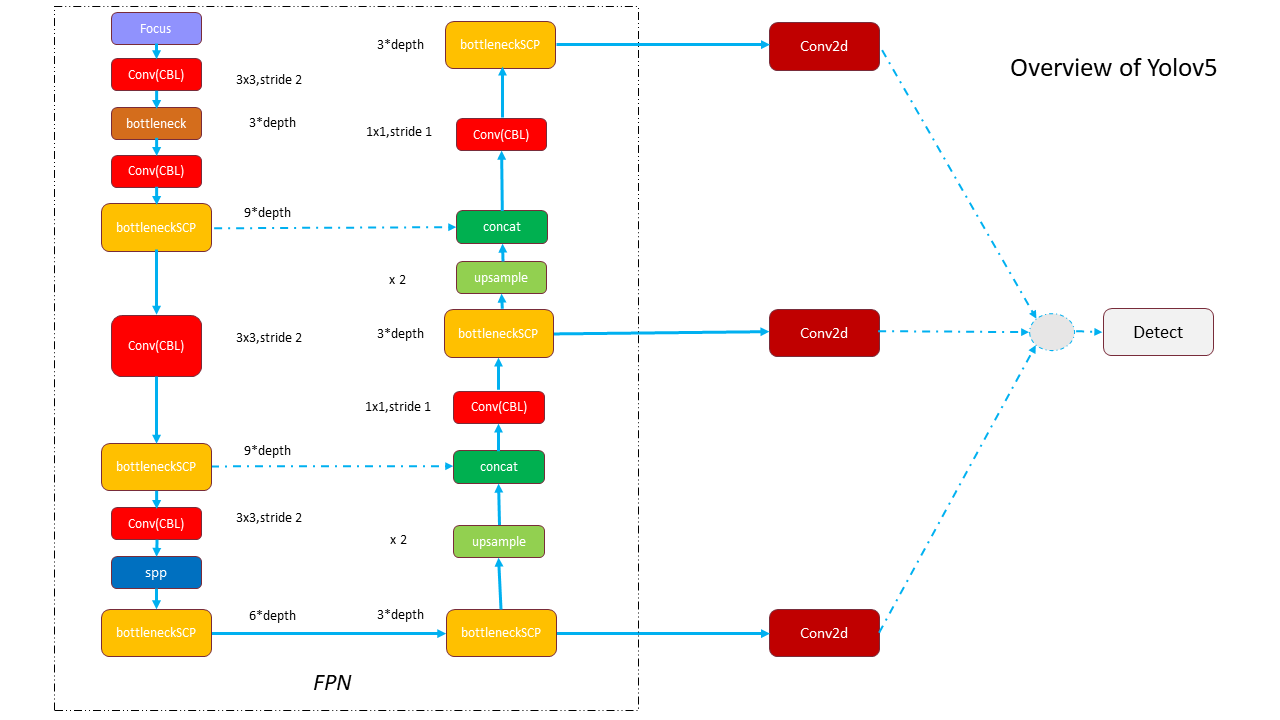 Overview of Yolov5
Focus
Conv(CBL)
3x3,stride 2
bottleneck
3*depth
Conv(CBL)
bottleneckSCP
9*depth
Conv(CBL)
3x3,stride 2
bottleneckSCP
9*depth
Conv(CBL)
3x3,stride 2
spp
bottleneckSCP
6*depth
3*depth
bottleneckSCP
1x1,stride 1
Conv(CBL)
concat
x 2
upsample
3*depth
bottleneckSCP
1x1,stride 1
Conv(CBL)
concat
x 2
upsample
3*depth
bottleneckSCP
Conv2d
Conv2d
Conv2d
Detect
FPN